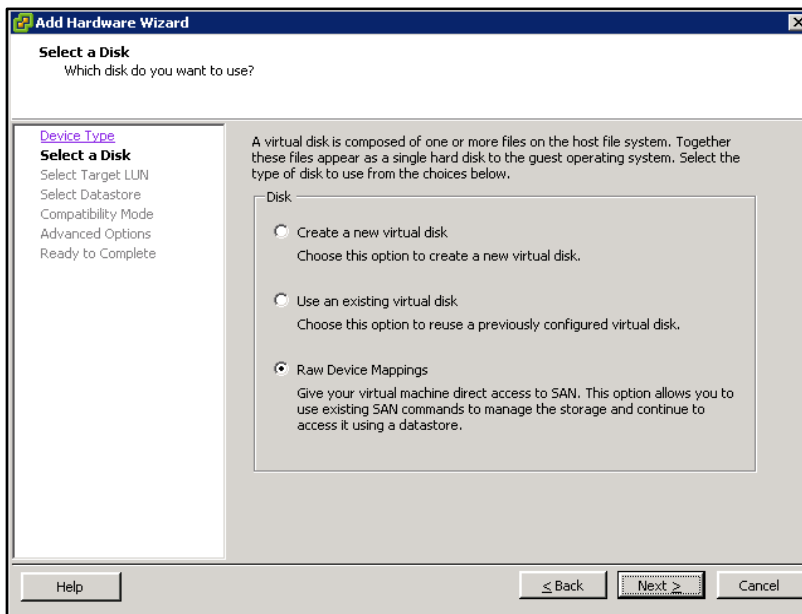 Add Hardware Wizard
Select a Disk
Which disk do you want to use?
Device Type
Select a Disk
Select Target LUN
Select Datastore
Compatibility Mode
Advanced Options
Ready to Complete
A virtual disk is composed of one or more files on the host file system. Together
these files appear as a single hard disk to the guest operating system. Select the
type of disk to use from the choices below.
Disk
Create a new virtual disk
Choose this option to create a new virtual disk.
Use an existing virtual disk
Choose this option to reuse a previously configured virtual disk.
Raw Device Mappings
Give your virtual machine direct access to SAN. This option allows you to
use existing SAN commands to manage the storage and continue to
access it using a datastore.
Help
< Back
Next >
Cancel